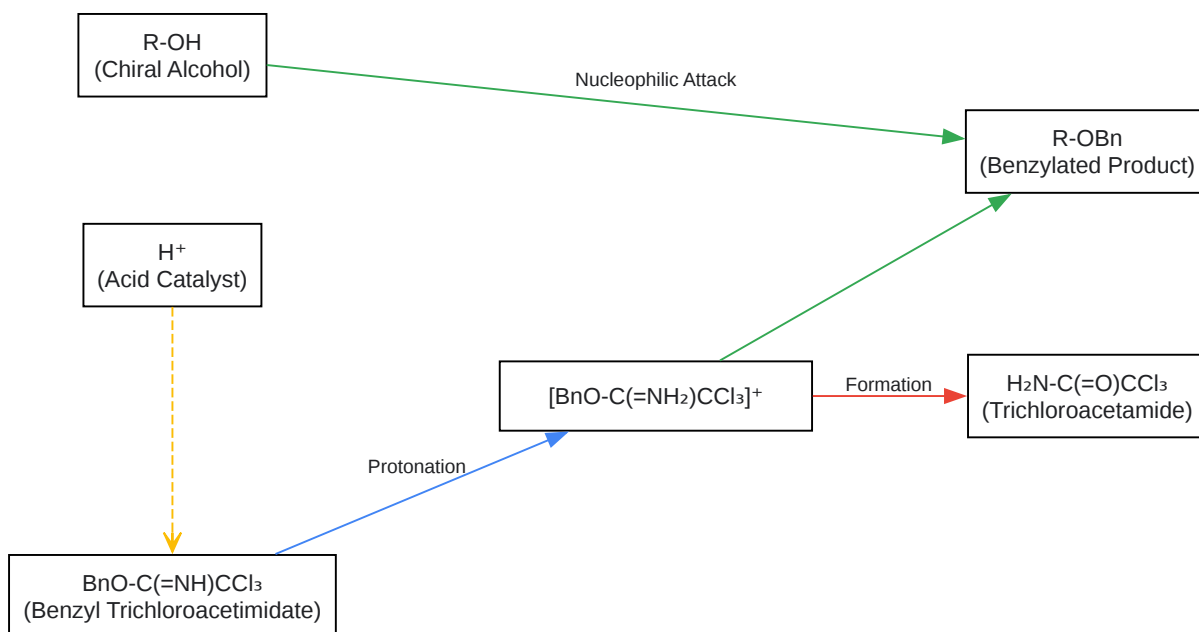 R-OH
(Chiral Alcohol)
Nucleophilic Attack
R-OBn
(Benzylated Product)
H⁺
(Acid Catalyst)
[BnO-C(=NH₂)CCl₃]⁺
Formation
H₂N-C(=O)CCl₃
(Trichloroacetamide)
Protonation
BnO-C(=NH)CCl₃
(Benzyl Trichloroacetimidate)